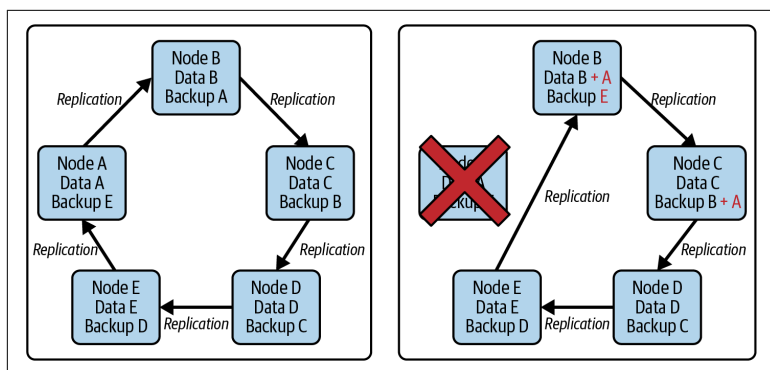 Node B
Data B
Backup A
Replication
Replication
Node A
Data A
Backup E
Node C
Data C
Backup B
Replication
Replication
Node E
Data E
Backup D
Replication
Node D
Data D
Backup C
Node B
Data B + A
Backup E
Replication
Node C
Data C
Backup B + A
Replication
Replication
Node E
Data E
Backup D
Replication
Node D
Data D
Backup C